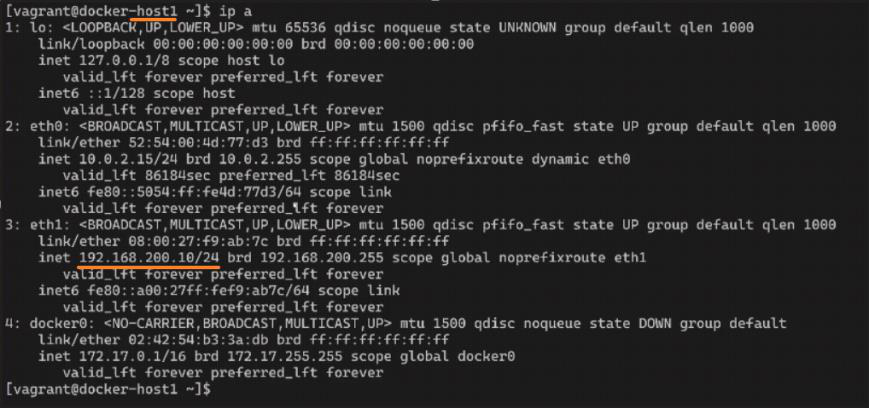 [vagrant@docker-host1 ~]$ ip a
1: lo: <LOOPBACK,UP,LOWER_UP> mtu 65536 qdisc noqueue state UNKNOWN group default qlen 1000
    link/loopback 00:00:00:00:00:00 brd 00:00:00:00:00:00
    inet 127.0.0.1/8 scope host lo
       valid_lft forever preferred_lft forever
    inet6 ::1/128 scope host
       valid_lft forever preferred_lft forever
2: eth0: <BROADCAST,MULTICAST,UP,LOWER_UP> mtu 1500 qdisc pfifo_fast state UP group default qlen 1000
    link/ether 52:54:00:4d:77:d3 brd ff:ff:ff:ff:ff:ff
    inet 10.0.2.15/24 brd 10.0.2.255 scope global noprefixroute dynamic eth0
       valid_lft 86184sec preferred_lft 86184sec
    inet6 fe80::5054:ff:fe4d:77d3/64 scope link
       valid_lft forever preferred_lft forever
3: eth1: <BROADCAST,MULTICAST,UP,LOWER_UP> mtu 1500 qdisc pfifo_fast state UP group default qlen 1000
    link/ether 08:00:27:f9:ab:7c brd ff:ff:ff:ff:ff:ff
    inet 192.168.200.10/24 brd 192.168.200.255 scope global noprefixroute eth1
       valid_lft forever preferred_lft forever
    inet6 fe80::a00:27ff:fef9:ab7c/64 scope link
       valid_lft forever preferred_lft forever
4: docker0: <NO-CARRIER,BROADCAST,MULTICAST,UP> mtu 1500 qdisc noqueue state DOWN group default
    link/ether 02:42:54:b3:3a:db brd ff:ff:ff:ff:ff:ff
    inet 172.17.0.1/16 brd 172.17.255.255 scope global docker0
       valid_lft forever preferred_lft forever
[vagrant@docker-host1 ~]$